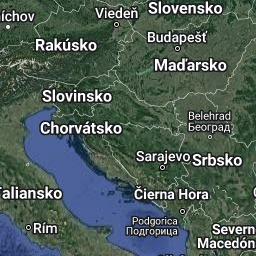 Slovensko
Viedeň
níchov
Budapešť
Rakúsko
Maďarsko
Slovinsko
Belehrad
Београд
Chorvátsko
Sarajevo
Srbsko
Taliansko
Čierna Hora
Podgorica
Подгорица
Rím
Severn
Macedón